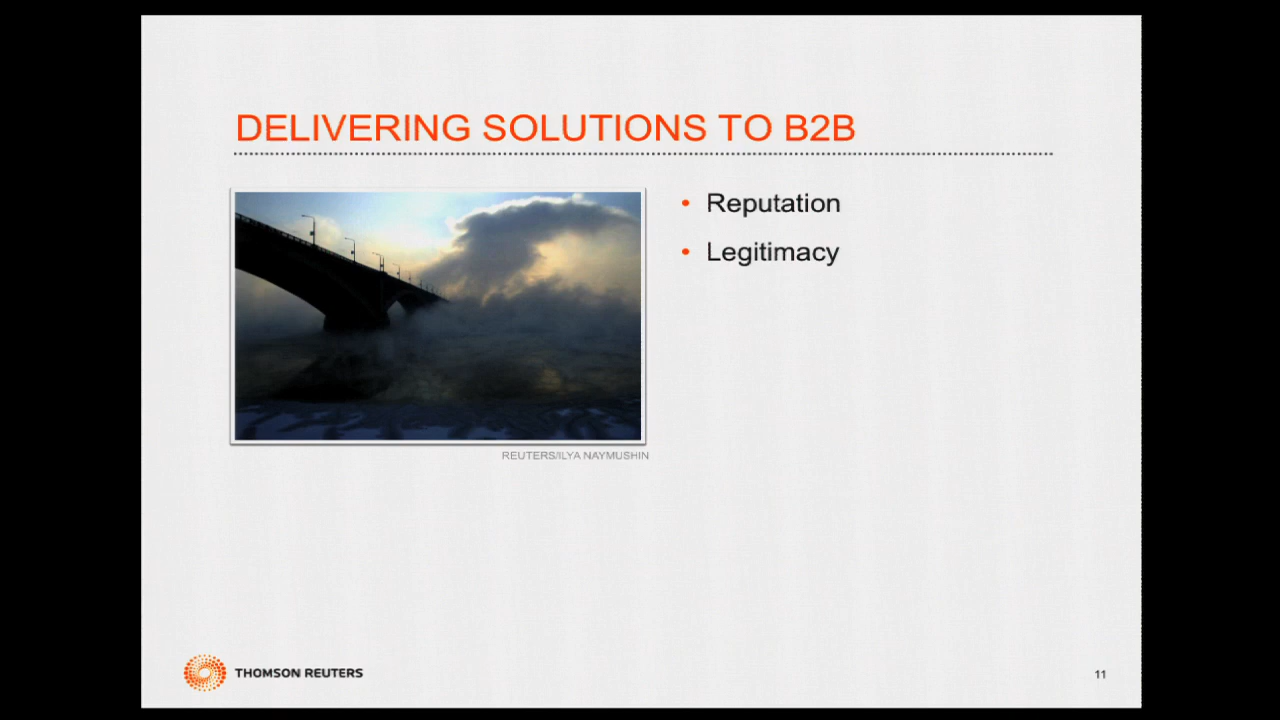 DELIVERING SOLUTIONS TO B2B
• Reputation
• Legitimacy
REUTERS/ILYA NAYMUSHIN
THOMSON REUTERS
11